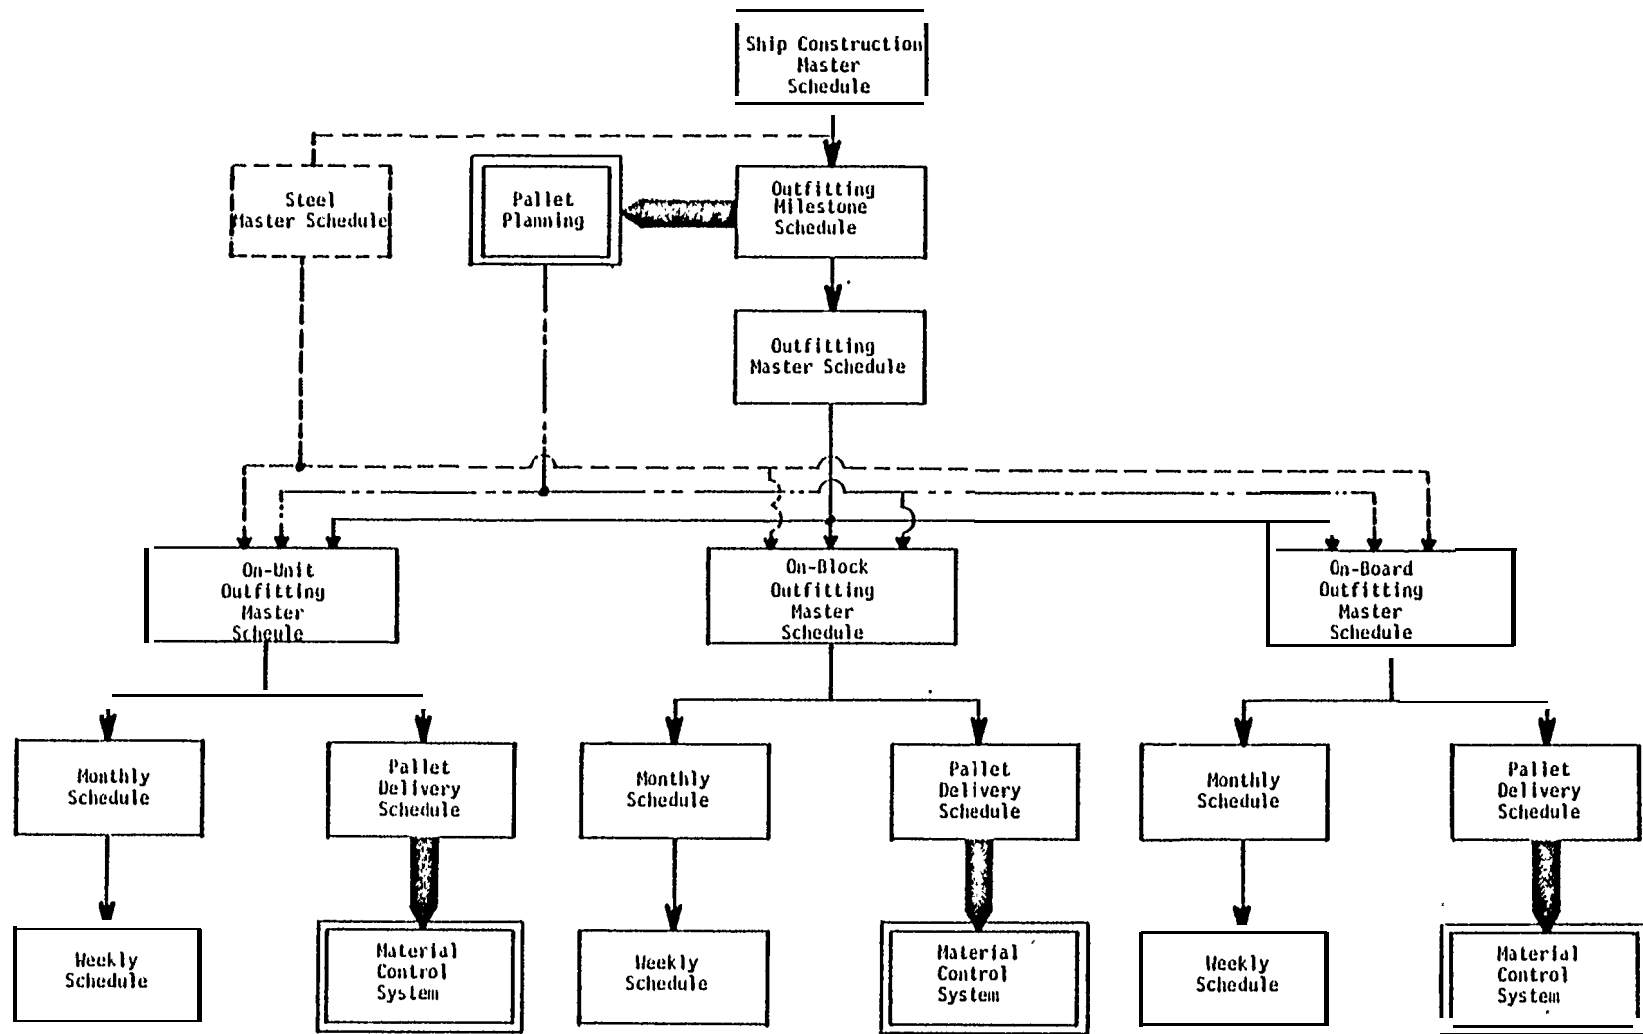 Ship Construction
Master
Schedule
Steel
Master Schedule
Pallet
Planning
Outfitting
Milestone
Schedule
Outfitting
Master Schedule
On-Unit
Outfitting
Master
Scheule
On-Block
Outfitting
Master
Schedule
On-Board
Outfitting
Master
Schedule
Monthly
Schedule
Pallet
Delivery
Schedule
Monthly
Schedule
Pallet
Delivery
Schedule
Monthly
Schedule
Pallet
Delivery
Schedule
Weekly
Schedule
Material
Control
System
Weekly
Schedule
Material
Control
System
Weekly
Schedule
Material
Control
System